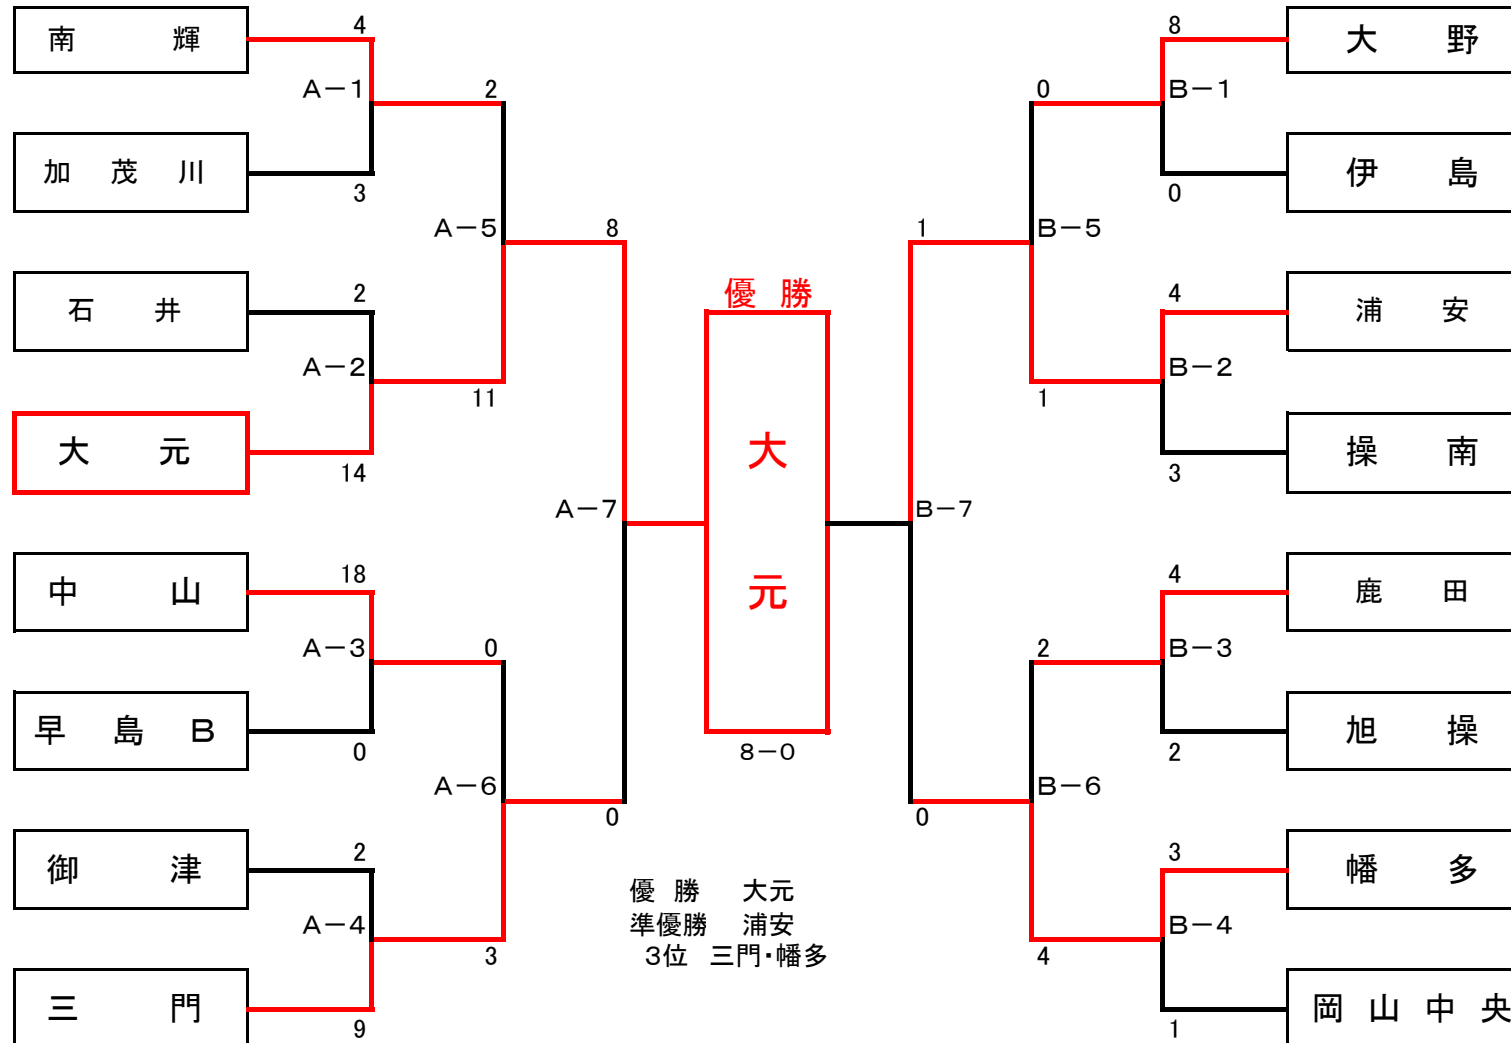 南 輝
4
A－1
2
加 茂 川
3
A－5
8
石 井
2
A－2
11
大 元
14
A－7
中 山
18
A－3
0
早 島 B
0
A－6
0
御 津
2
A－4
3
三 門
9
優 勝
大
元
8－0
優 勝 大元
準優勝 浦安
3位 三門・幡多
8
大 野
0
B－1
伊 島
0
1
B－5
4
浦 安
B－2
1
操 南
3
B－7
4
鹿 田
2
B－3
旭 操
2
B－6
0
3
幡 多
B－4
4
岡 山 中 央
1